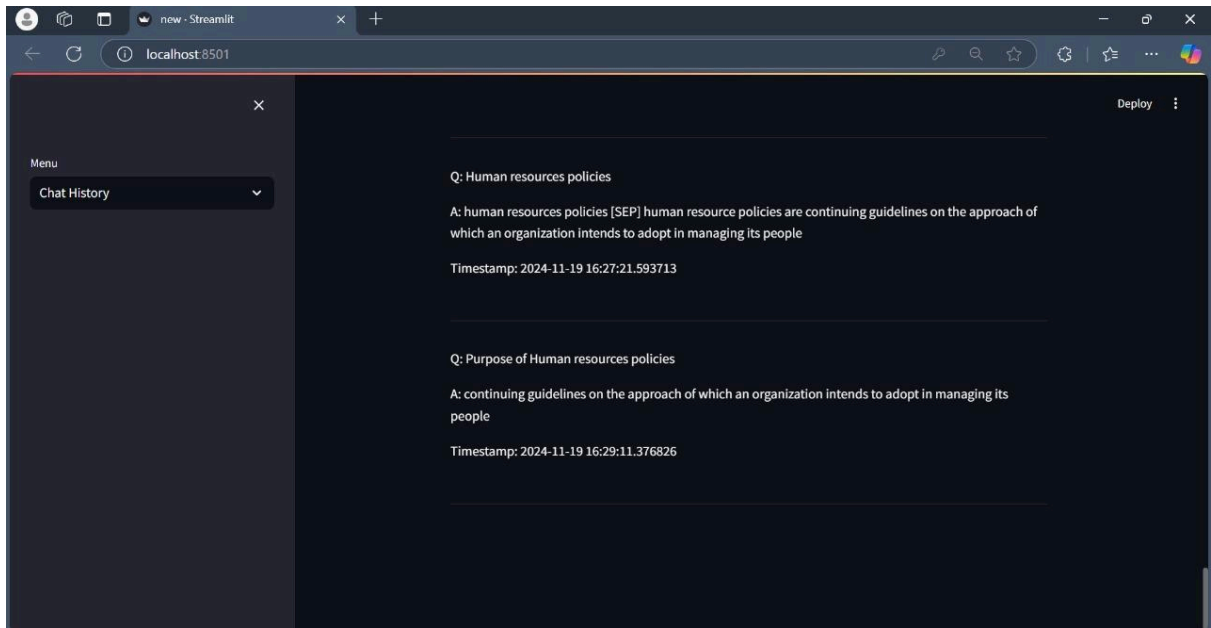 new · Streamlit
localhost:8501
Deploy
Menu
Chat History
Q: Human resources policies
A: human resources policies [SEP] human resource policies are continuing guidelines on the approach of
which an organization intends to adopt in managing its people
Timestamp: 2024-11-19 16:27:21.593713
Q: Purpose of Human resources policies
A: continuing guidelines on the approach of which an organization intends to adopt in managing its
people
Timestamp: 2024-11-19 16:29:11.376826